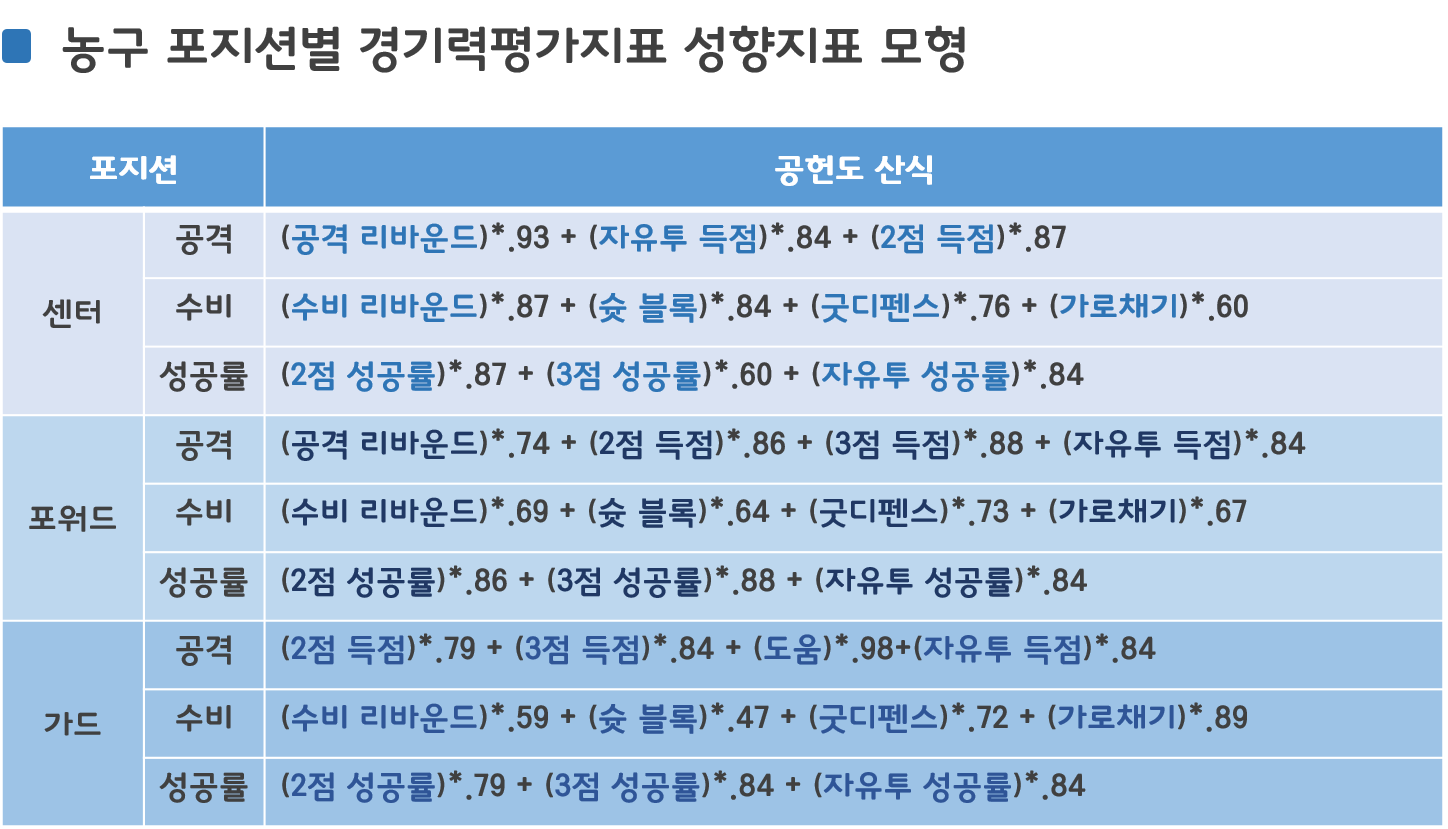 농구 포지션별 경기력평가지표 성향지표 모형
포지션 공헌도 산식
센터
공격 (공격 리바운드)*.93 + (자유투 득점)*.84 + (2점 득점)*.87
수비 (수비 리바운드)*.87 + (슛 블록)*.84 + (굿디펜스)*.76 + (가로채기)*.60
성공률 (2점 성공률)*.87 + (3점 성공률)*.60 + (자유투 성공률)*.84
포워드
공격 (공격 리바운드)*.74 + (2점 득점)*.86 + (3점 득점)*.88 + (자유투 득점)*.84
수비 (수비 리바운드)*.69 + (슛 블록)*.64 + (굿디펜스)*.73 + (가로채기)*.67
성공률 (2점 성공률)*.86 + (3점 성공률)*.88 + (자유투 성공률)*.84
가드
공격 (2점 득점)*.79 + (3점 득점)*.84 + (도움)*.98+(자유투 득점)*.84
수비 (수비 리바운드)*.59 + (슛 블록)*.47 + (굿디펜스)*.72 + (가로채기)*.89
성공률 (2점 성공률)*.79 + (3점 성공률)*.84 + (자유투 성공률)*.84